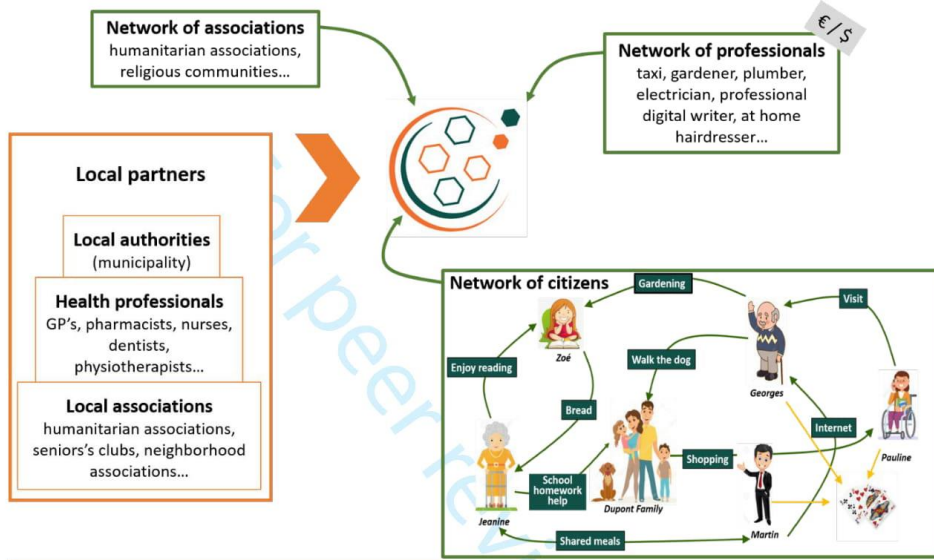 Network of associations
humanitarian associations,
religious communities…
€ / $
Network of professionals
taxi, gardener, plumber,
electrician, professional
digital writer, at home
hairdresser…
Local partners
Local authorities
(municipality)
Health professionals
GP's, pharmacists, nurses,
dentists,
physiotherapists…
Local associations
humanitarian associations,
seniors's clubs, neighborhood
associations…
Network of citizens
Gardening
Visit
Zoé
Enjoy reading
Walk the dog
Georges
Bread
Internet
Shopping
Pauline
School
homework
help
Jeanine
Dupont Family
Martin
Shared meals
or peer revi